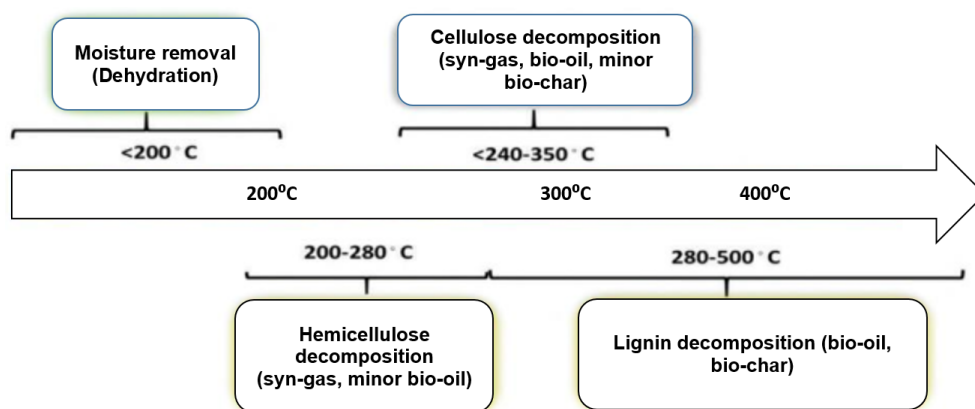 Moisture removal
(Dehydration)
Cellulose decomposition
(syn-gas, bio-oil, minor
bio-char)
<200°C
<240-350°C
200⁰C
300⁰C
400⁰C
200-280°C
280-500°C
Hemicellulose
decomposition
(syn-gas, minor bio-oil)
Lignin decomposition (bio-oil,
bio-char)